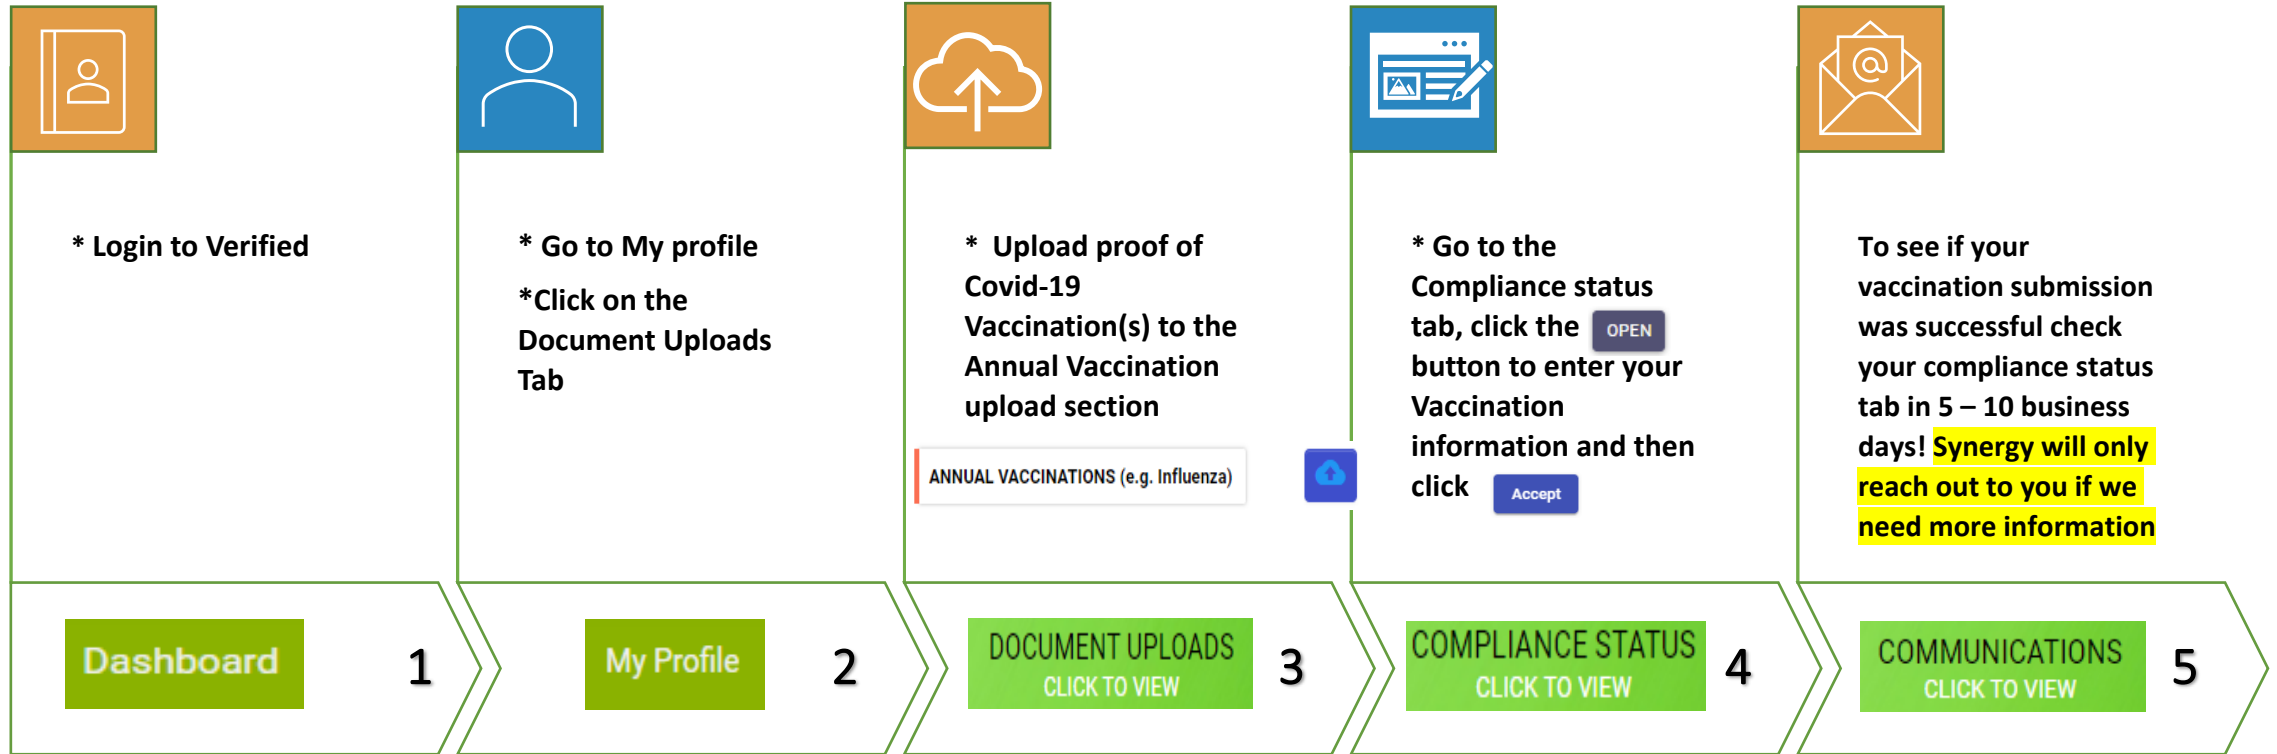 * Login to Verified
* Go to My profile
*Click on the
Document Uploads
Tab
* Upload proof of
Covid-19
Vaccination(s) to the
Annual Vaccination
upload section
ANNUAL VACCINATIONS (e.g. Influenza)
* Go to the
Compliance status
tab, click the OPEN
button to enter your
Vaccination
information and then
click Accept
To see if your
vaccination submission
was successful check
your compliance status
tab in 5 – 10 business
days! Synergy will only
reach out to you if we
need more information
Dashboard 1
My Profile 2
DOCUMENT UPLOADS
CLICK TO VIEW
3
COMPLIANCE STATUS
CLICK TO VIEW
4
COMMUNICATIONS
CLICK TO VIEW
5